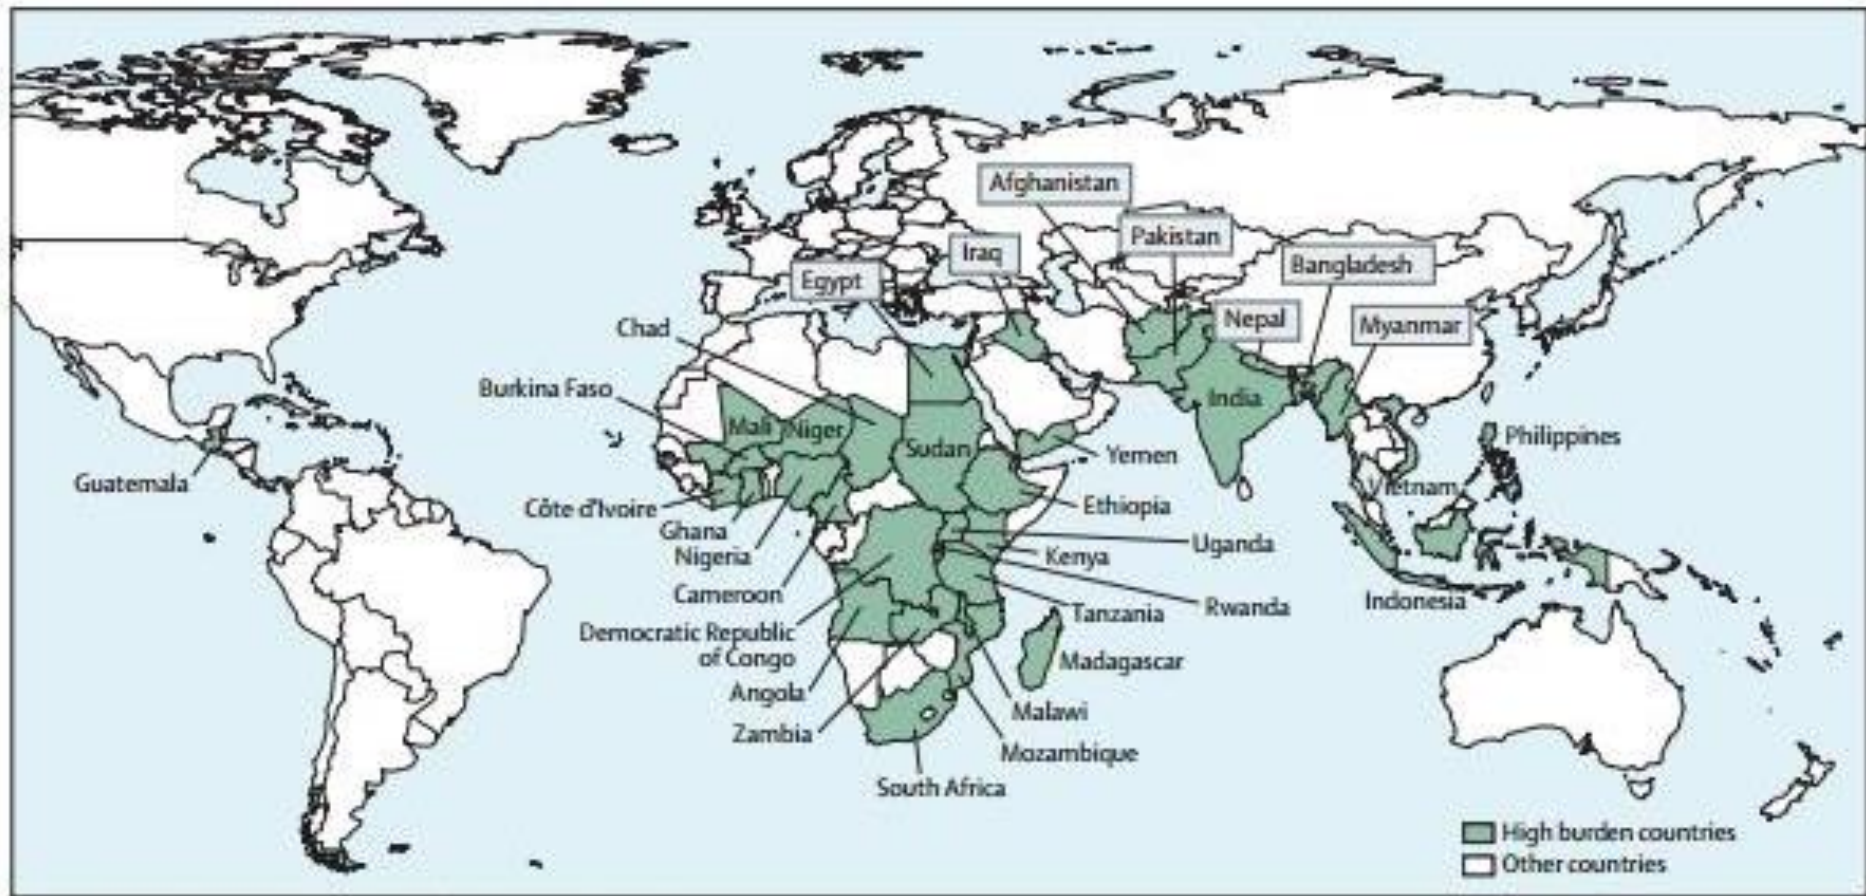 Afghanistan
Pakistan
Iraq
Bangladesh
Egypt
Nepal
Myanmar
Chad
Burkina Faso
India
Mali
Niger
Sudan
Philippines
Yemen
Guatemala
Vietnam
Côte d'Ivoire
Ethiopia
Ghana
Nigeria
Uganda
Kenya
Cameroon
Indonesia
Rwanda
Tanzania
Democratic Republic
of Congo
Madagascar
Angola
Malawi
Zambia
Mozambique
South Africa
High burden countries
Other countries